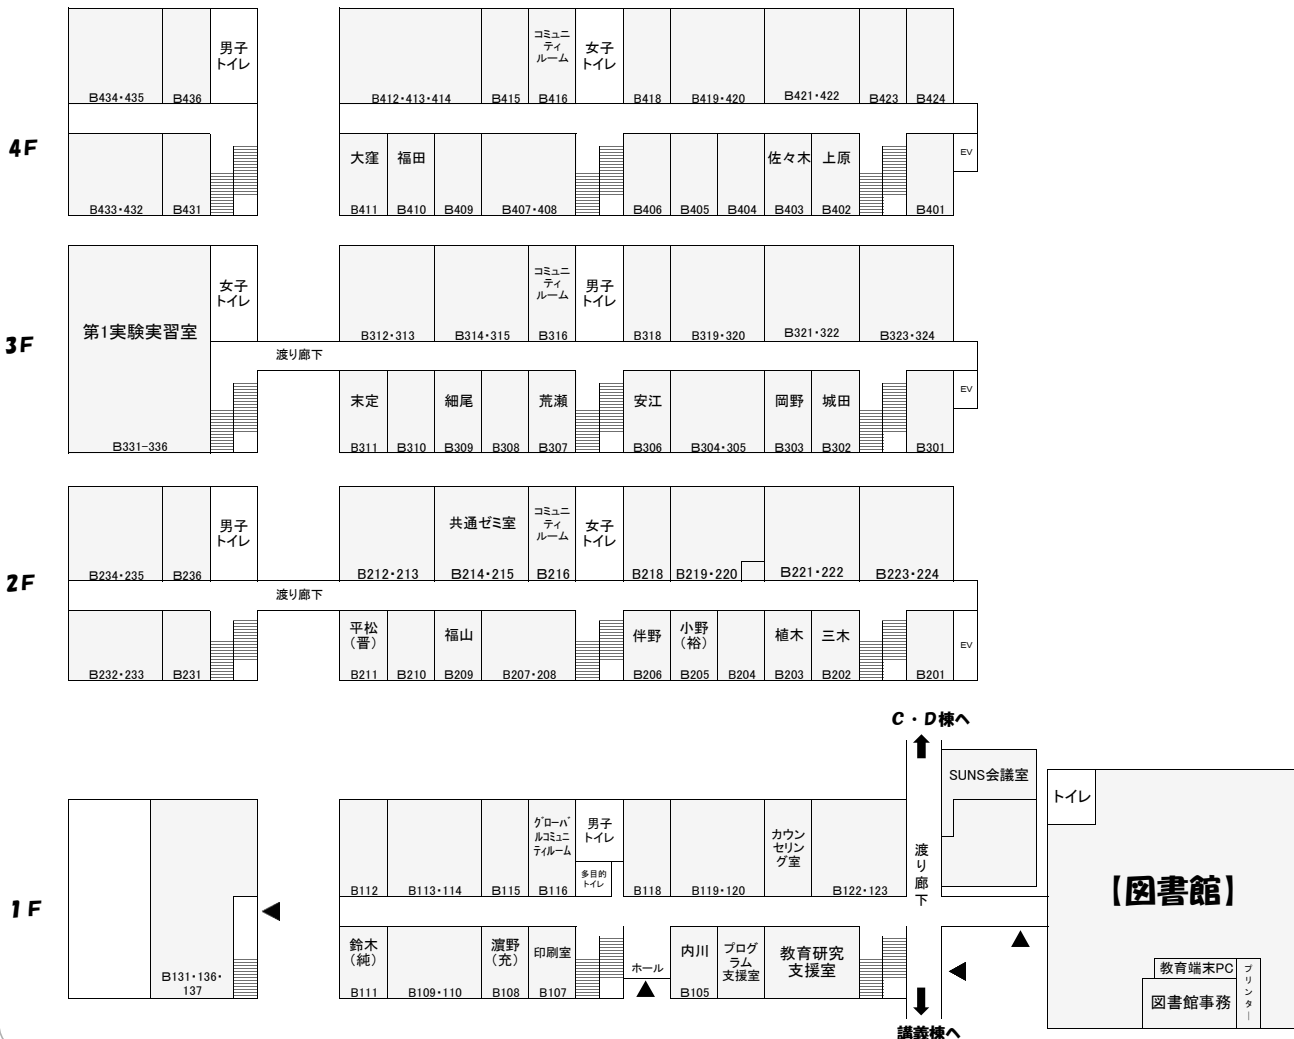 男子
トイレ
コミュニ
ティ
ルーム
女子
トイレ
B434・435
B436
B412・413・414
B415
B416
B418
B419・420
B421・422
B423
B424
4F
大窪
福田
佐々木
上原
EV
B433・432
B431
B411
B410
B409
B407・408
B406
B405
B404
B403
B402
B401
女子
トイレ
コミュニ
ティ
ルーム
男子
トイレ
第1実験実習室
B312・313
B314・315
B316
B318
B319・320
B321・322
B323・324
3F
渡り廊下
末定
細尾
荒瀬
安江
岡野
城田
EV
B331-336
B311
B310
B309
B308
B307
B306
B304・305
B303
B302
B301
男子
トイレ
共通ゼミ室
コミュニ
ティ
ルーム
女子
トイレ
B234・235
B236
B212・213
B214・215
B216
B218
B219・220
B221・222
B223・224
2F
渡り廊下
平松
(晋)
福山
伴野
小野
(裕)
植木
三木
EV
B232・233
B231
B211
B210
B209
B207・208
B206
B205
B204
B203
B202
B201
C・D棟へ
SUNS会議室
トイレ
グローバ
ルコミュニ
ティルーム
男子
トイレ
多目的
トイレ
カウン
セリン
グ室
渡り廊下
B112
B113・114
B115
B116
B118
B119・120
B122・123
【図書館】
1F
鈴木
(純)
濵野
(充)
印刷室
ホール
内川
プログ
ラム
支援室
教育研究
支援室
B131・136・
137
B111
B109・110
B108
B107
B105
教育端末PC
プリンター
図書館事務
講義棟へ